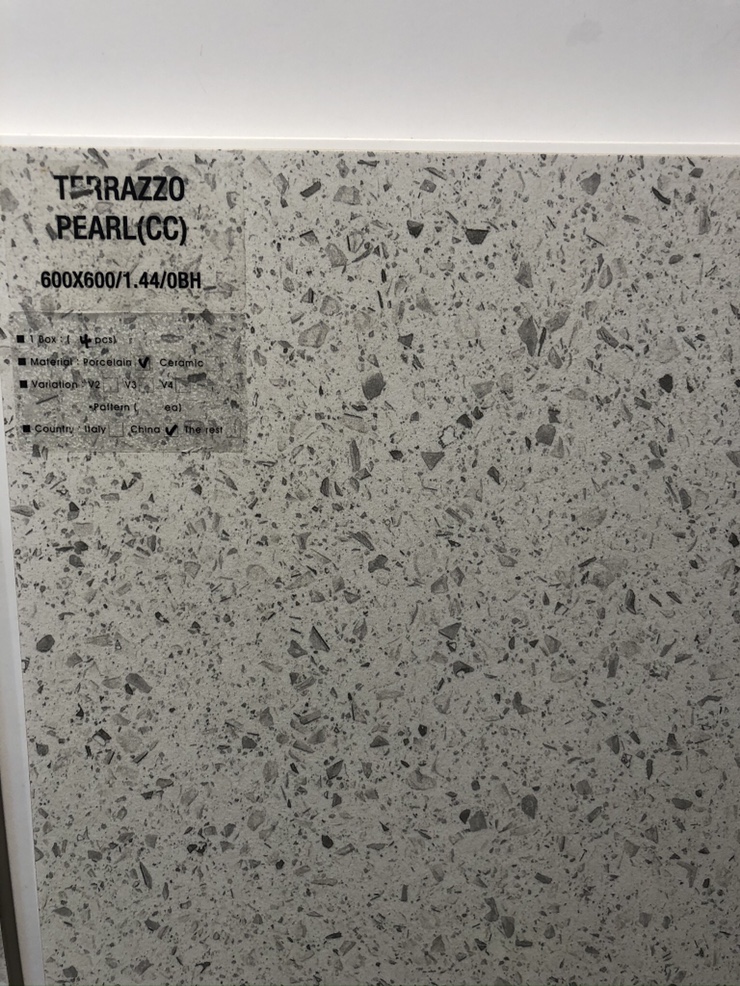 TERRAZZO
PEARL(CC)
600X600/1.44/0BH
■ 1 Box : ( 4 pcs)
■ Material : Porcelain ✓ Ceramic
■ Variation : V2 V3 V4
•Pattern ( ea)
■ Country : Italy China ✓ The rest